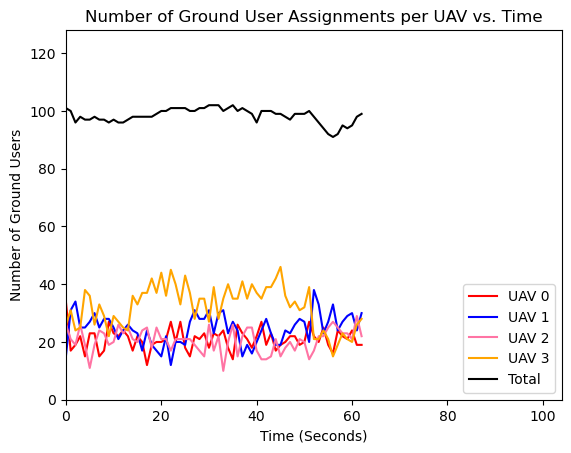 Number of Ground User Assignments per UAV vs. Time
120
100
80
60
40
20
0
Number of Ground Users
UAV 0
UAV 1
UAV 2
UAV 3
Total
0 20 40 60 80 100
Time (Seconds)